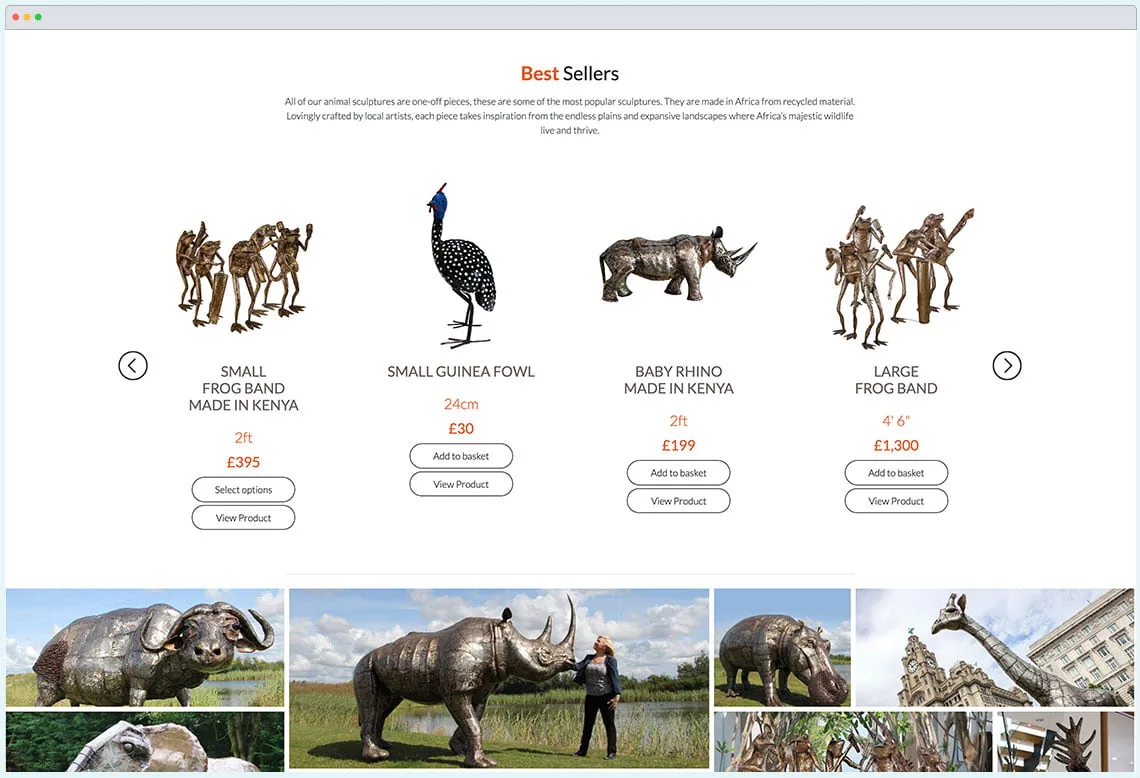 Best Sellers
All of our animal sculptures are one-off pieces, these are some of the most popular sculptures. They are made in Africa from recycled material.
Lovingly crafted by local artists, each piece takes inspiration from the endless plains and expansive landscapes where Africa's majestic wildlife
live and thrive.
SMALL
FROG BAND
MADE IN KENYA
2ft
£395
Select options
View Product
SMALL GUINEA FOWL
24cm
£30
Add to basket
View Product
BABY RHINO
MADE IN KENYA
2ft
£199
Add to basket
View Product
LARGE
FROG BAND
4' 6"
£1,300
Add to basket
View Product